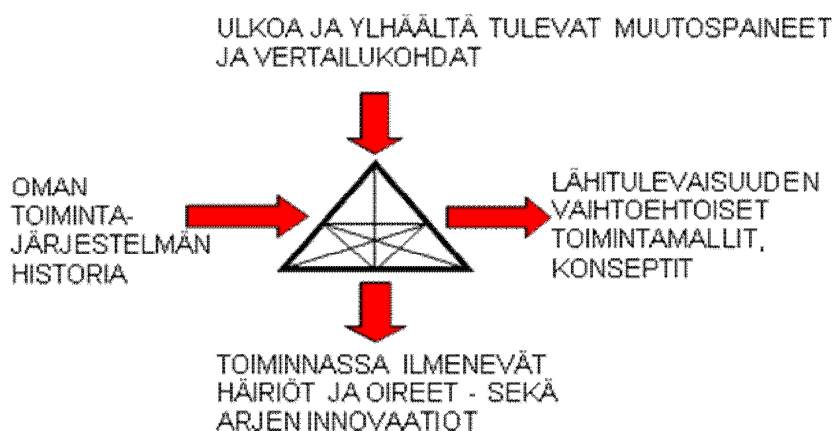 ULKOA JA YLHÄÄLTÄ TULEVAT MUUTOSPAINEET
JA VERTAILUKOHDAT
OMAN
TOIMINTA-
JÄRJESTELMÄN
HISTORIA
LÄHITULEVAISUUDEN
VAIHTOEHTOISET
TOIMINTAMALLIT,
KONSEPTIT
TOIMINNASSA ILMENEVÄT
HÄIRIÖT JA OIREET - SEKÄ
ARJEN INNOVAATIOT